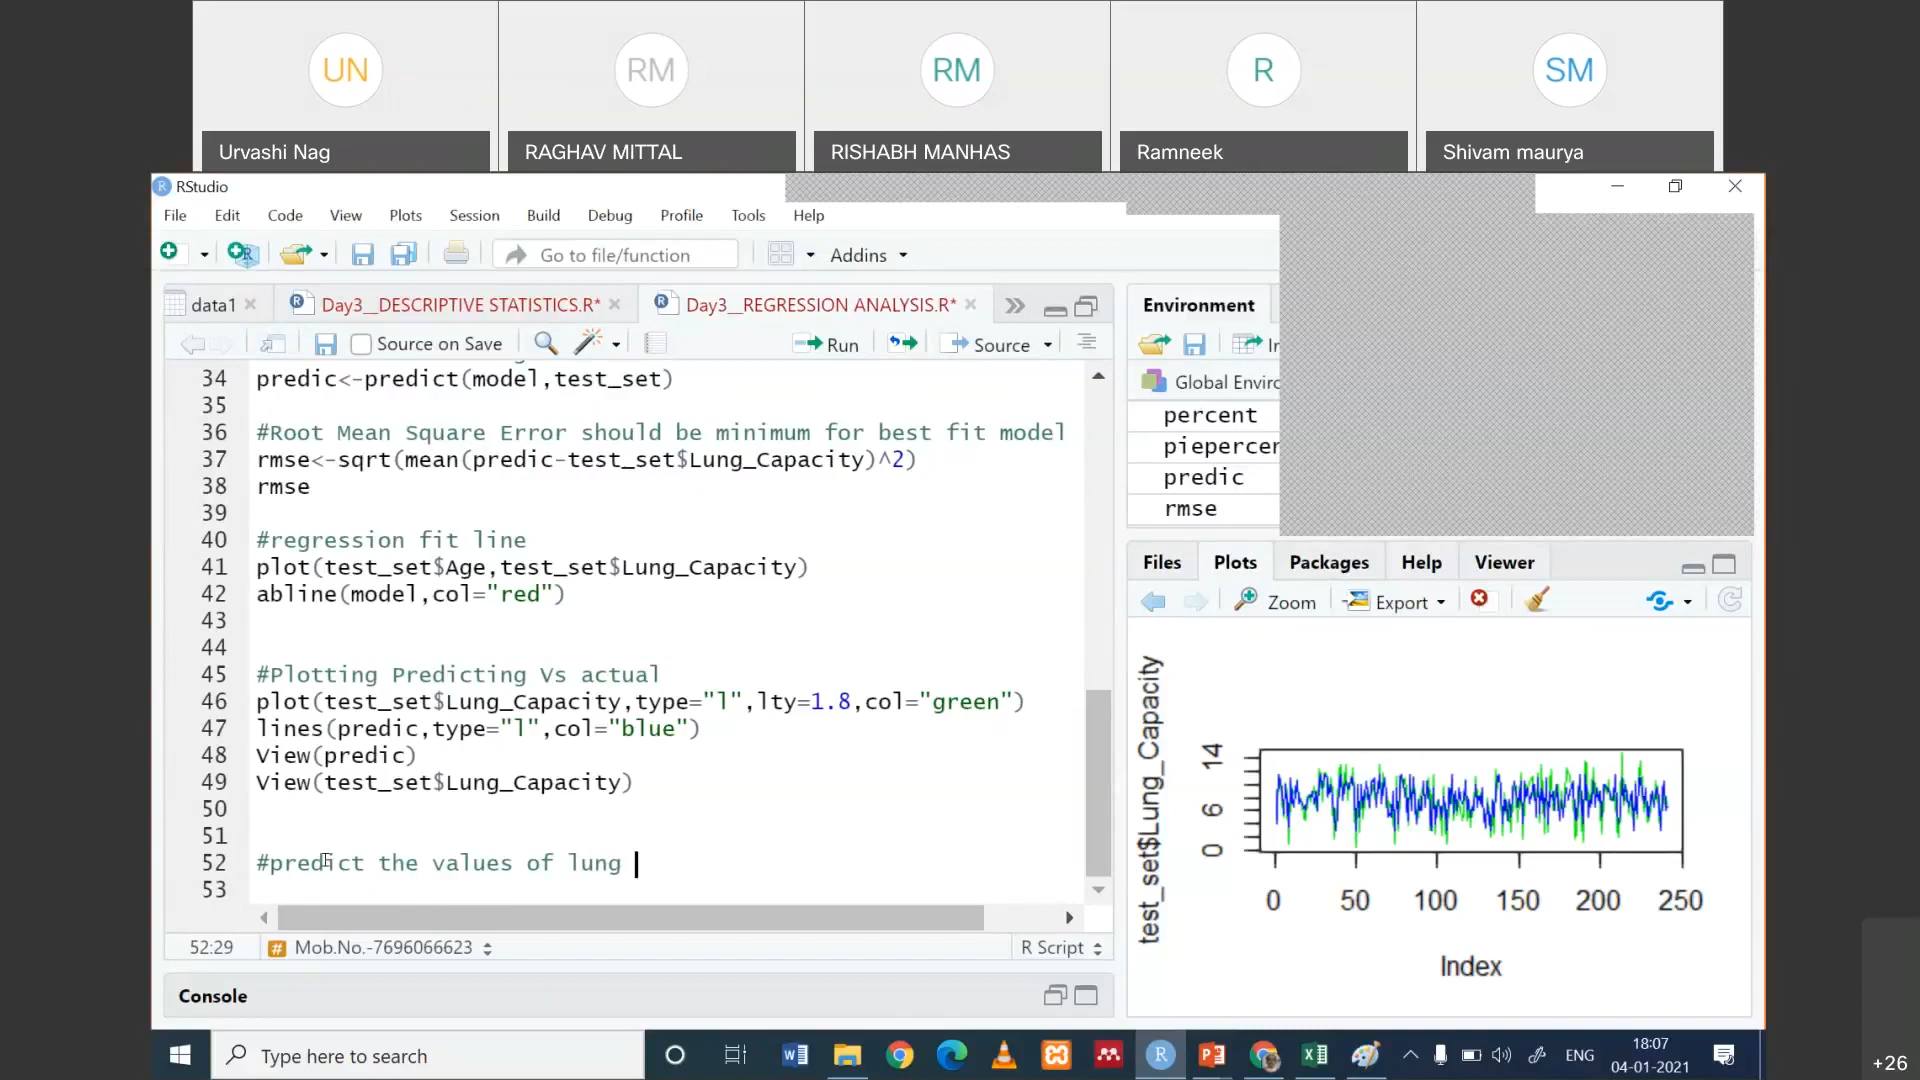 UN RM RM R SM
Urvashi Nag RAGHAV MITTAL RISHABH MANHAS Ramneek Shivam maurya
R RStudio
File Edit Code View Plots Session Build Debug Profile Tools Help
Go to file/function Addins
data1 Day3__DESCRIPTIVE STATISTICS.R* Day3__REGRESSION ANALYSIS.R*
Source on Save Run Source
34 predic<-predict(model,test_set)
35
36 #Root Mean Square Error should be minimum for best fit model
37 rmse<-sqrt(mean(predic-test_set$Lung_Capacity)^2)
38 rmse
39
40 #regression fit line
41 plot(test_set$Age,test_set$Lung_Capacity)
42 abline(model,col="red")
43
44
45 #Plotting Predicting Vs actual
46 plot(test_set$Lung_Capacity,type="l",lty=1.8,col="green")
47 lines(predic,type="l",col="blue")
48 View(predic)
49 View(test_set$Lung_Capacity)
50
51
52 #predict the values of lung
53
52:29 # Mob.No.-7696066623 R Script
Console
Environment
Global Enviro
percent
piepercen
predic
rmse
Files Plots Packages Help Viewer
Zoom Export
test_set$Lung_Capacity
14
6
0
0 50 100 150 200 250
Index
Type here to search
ENG 18:07
04-01-2021
+26